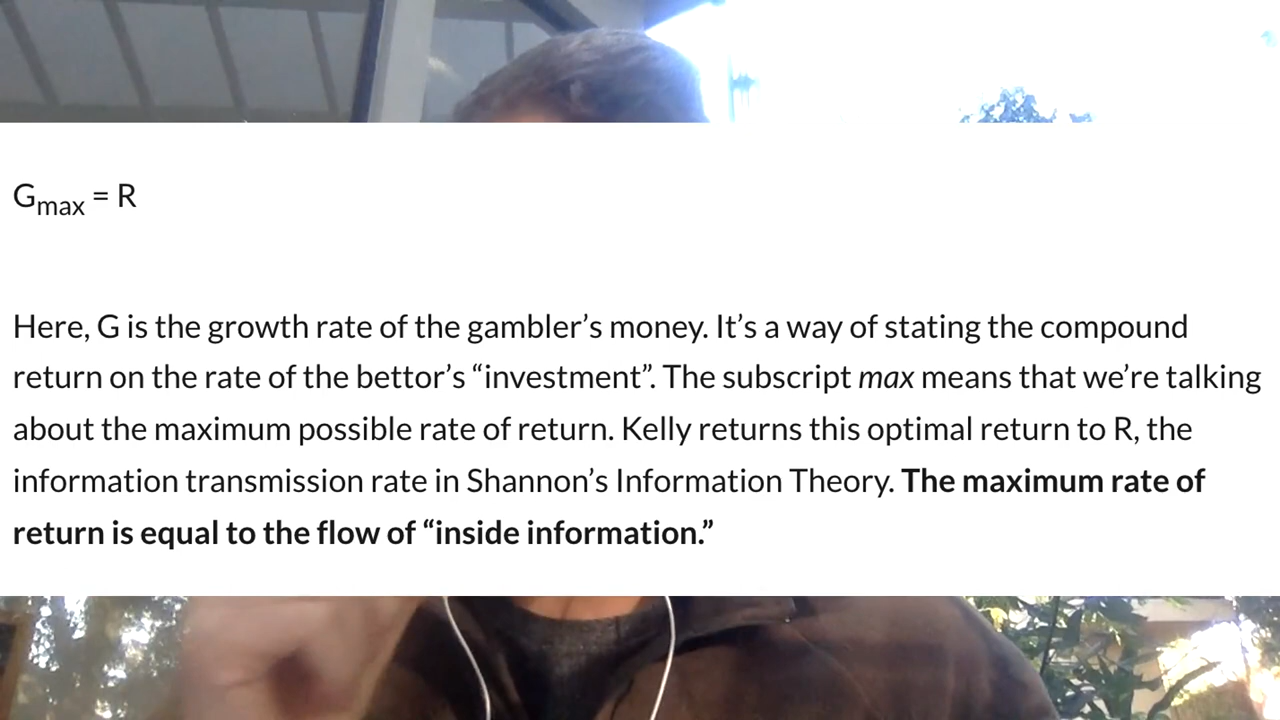 Gmax = R
Here, G is the growth rate of the gambler’s money. It’s a way of stating the compound
return on the rate of the bettor’s “investment”. The subscript max means that we’re talking
about the maximum possible rate of return. Kelly returns this optimal return to R, the
information transmission rate in Shannon’s Information Theory. The maximum rate of
return is equal to the flow of “inside information.”